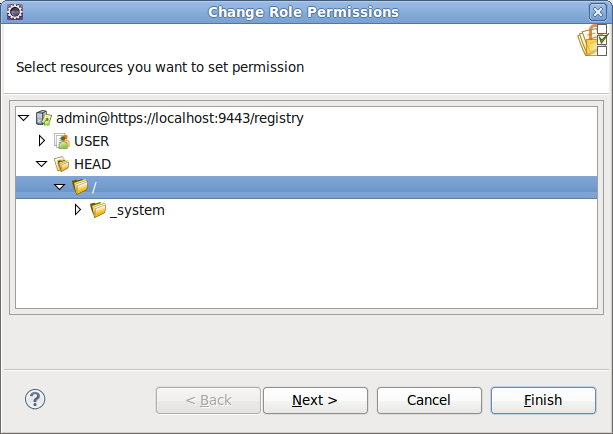 Change Role Permissions
Select resources you want to set permission
admin@https://localhost:9443/registry
USER
HEAD
/
_system
< Back Next > Cancel Finish